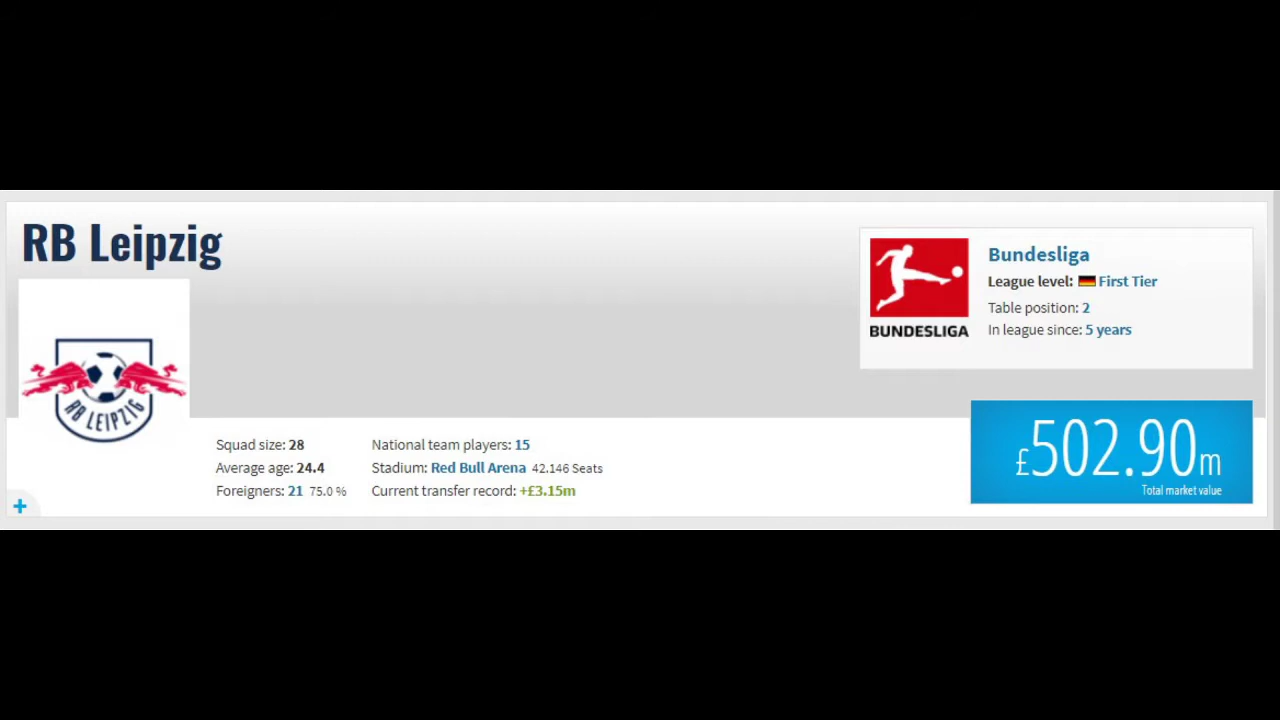 RB Leipzig
RB LEIPZIG
Squad size: 28
Average age: 24.4
Foreigners: 21 75.0 %
National team players: 15
Stadium: Red Bull Arena 42.146 Seats
Current transfer record: +£3.15m
BUNDESLIGA
Bundesliga
League level: First Tier
Table position: 2
In league since: 5 years
£502.90m
Total market value